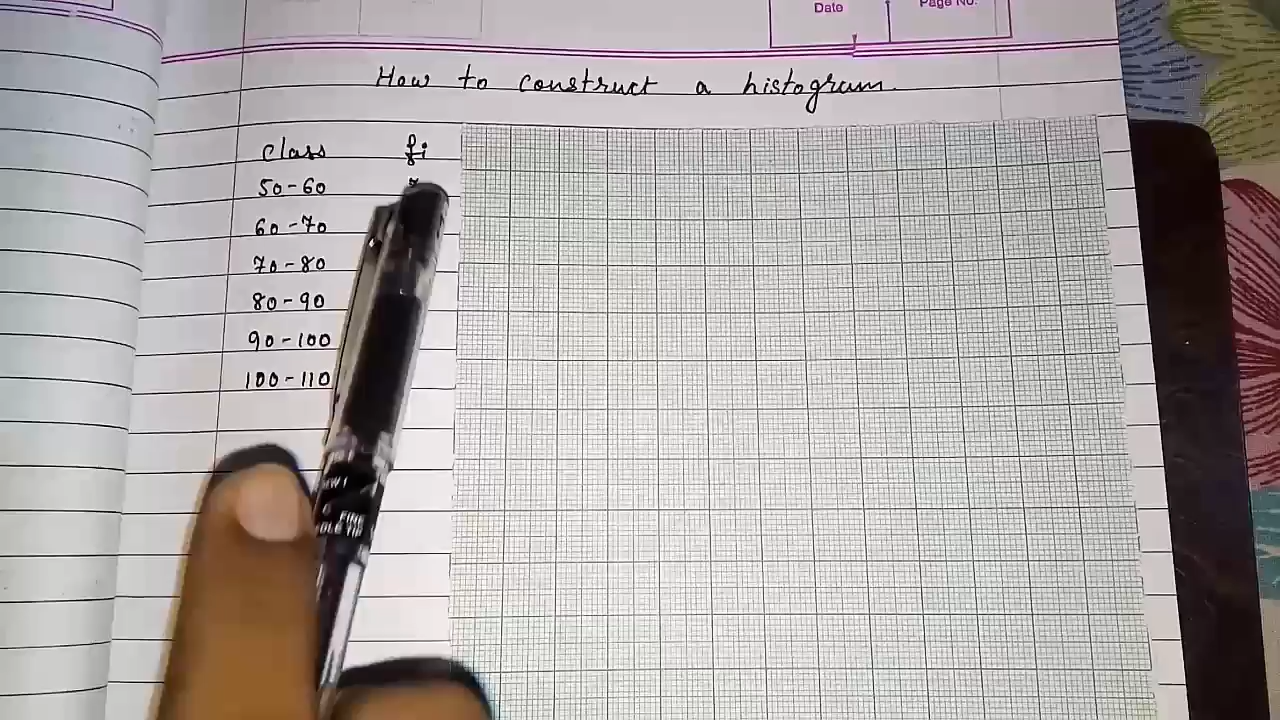 Date
Page No.
How to construct a histogram.
class fi
50-60
60-70
70-80
80-90
90-100
100-110
FINE